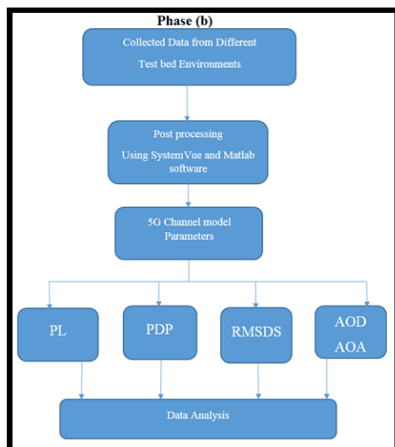 Phase (b)
Collected Data from Different
Test bed Environments
Post processing
Using SystemVue and Matlab
software
5G Channel model
Parameters
PL
PDP
RMSDS
AOD
AOA
Data Analysis